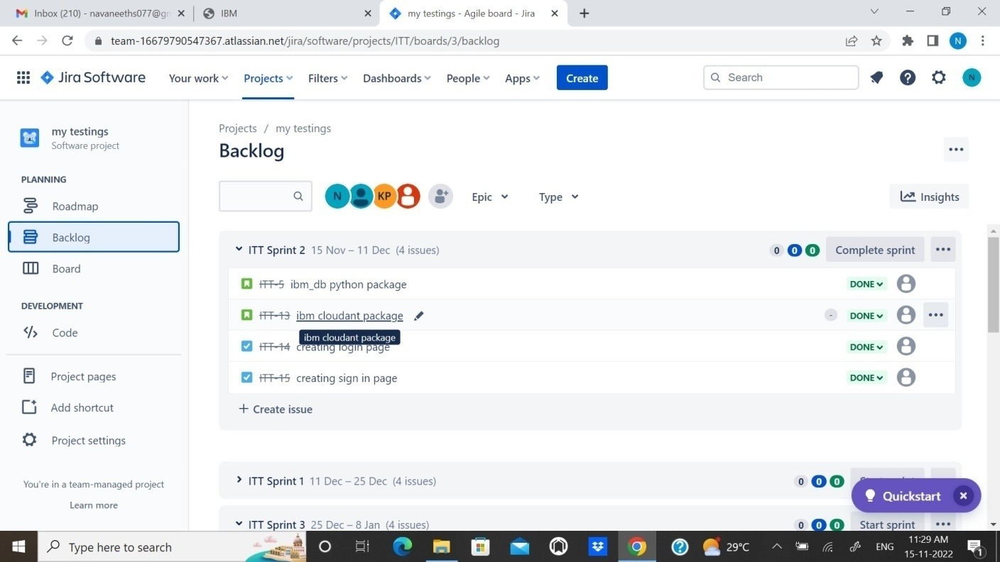 Inbox (210) - navaneeths077@gn
IBM
my testings - Agile board - Jira
team-16679790547367.atlassian.net/jira/software/projects/ITT/boards/3/backlog
N
Jira Software
Your work
Projects
Filters
Dashboards
People
Apps
Create
Search
N
my testings
Software project
PLANNING
Roadmap
Backlog
Board
DEVELOPMENT
Code
Project pages
Add shortcut
Project settings
You're in a team-managed project
Learn more
Projects / my testings
Backlog
N
KP
Epic
Type
Insights
ITT Sprint 2 15 Nov – 11 Dec (4 issues) 0 0 0 Complete sprint
ITT-5 ibm_db python package DONE
ITT-13 ibm cloudant package - DONE
ibm cloudant package
ITT-14 creating login page DONE
ITT-15 creating sign in page DONE
+ Create issue
ITT Sprint 1 11 Dec – 25 Dec (4 issues) 0 0 0
Quickstart
ITT Sprint 3 25 Dec – 8 Jan (4 issues) 0 0 0 Start sprint
Type here to search
29°C
ENG
11:29 AM
15-11-2022
1